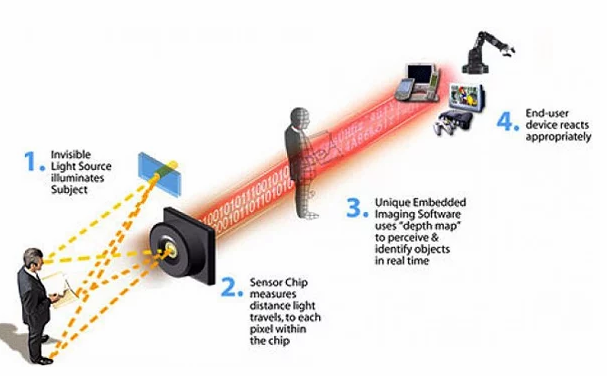 1. Invisible
Light Source
illuminates
Subject
2. Sensor Chip
measures
distance light
travels, to each
pixel within
the chip
3. Unique Embedded
Imaging Software
uses "depth map"
to perceive &
identify objects
in real time
4. End-user
device reacts
appropriately